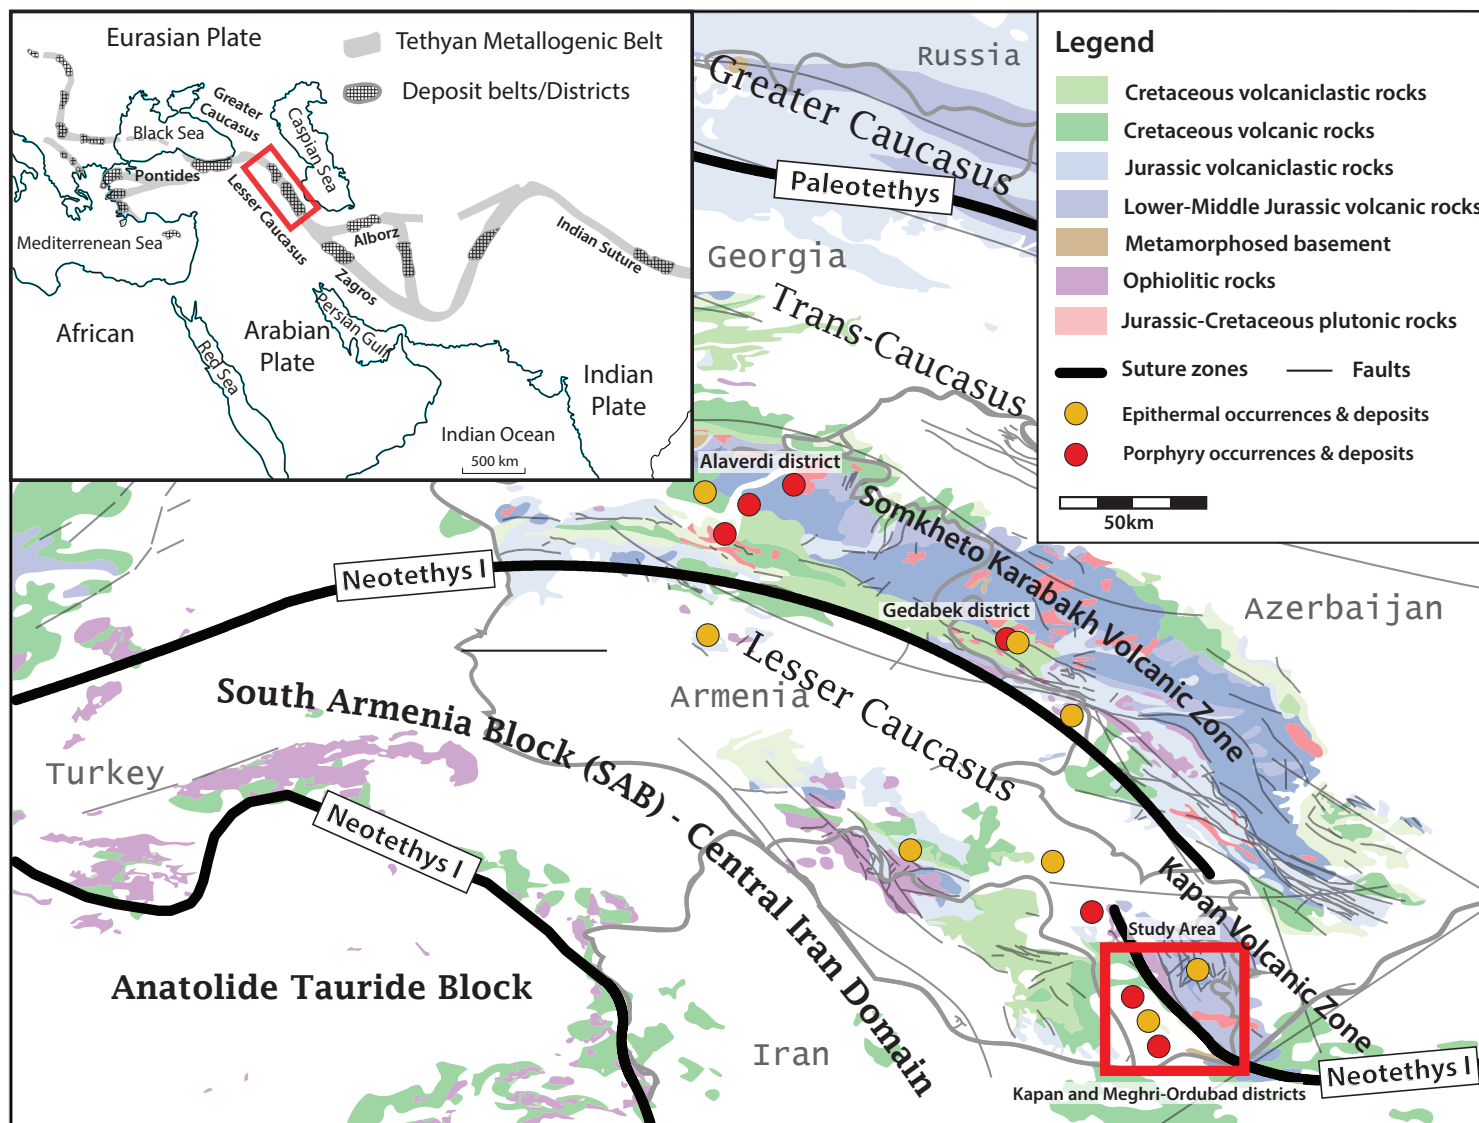 Eurasian Plate
Tethyan Metallogenic Belt
Deposit belts/Districts
Greater
Caucasus
Black Sea
Caspian Sea
Pontides
Lesser Caucasus
Mediterrenean Sea
Alborz
Zagros
Indian Suture
African
Arabian
Plate
Persian Gulf
Red Sea
Indian
Plate
Indian Ocean
500 km
Russia
Greater Caucasus
Paleotethys
Georgia
Trans-Caucasus
Legend
Cretaceous volcaniclastic rocks
Cretaceous volcanic rocks
Jurassic volcaniclastic rocks
Lower-Middle Jurassic volcanic rocks
Metamorphosed basement
Ophiolitic rocks
Jurassic-Cretaceous plutonic rocks
Suture zones
Faults
Epithermal occurrences & deposits
Porphyry occurrences & deposits
50km
Alaverdi district
Somkheto Karabakh Volcanic Zone
Neotethys I
Gedabek district
Azerbaijan
Lesser Caucasus
Armenia
South Armenia Block (SAB) - Central Iran Domain
Turkey
Neotethys I
Kapan Volcanic Zone
Study Area
Anatolide Tauride Block
Iran
Neotethys I
Kapan and Meghri-Ordubad districts